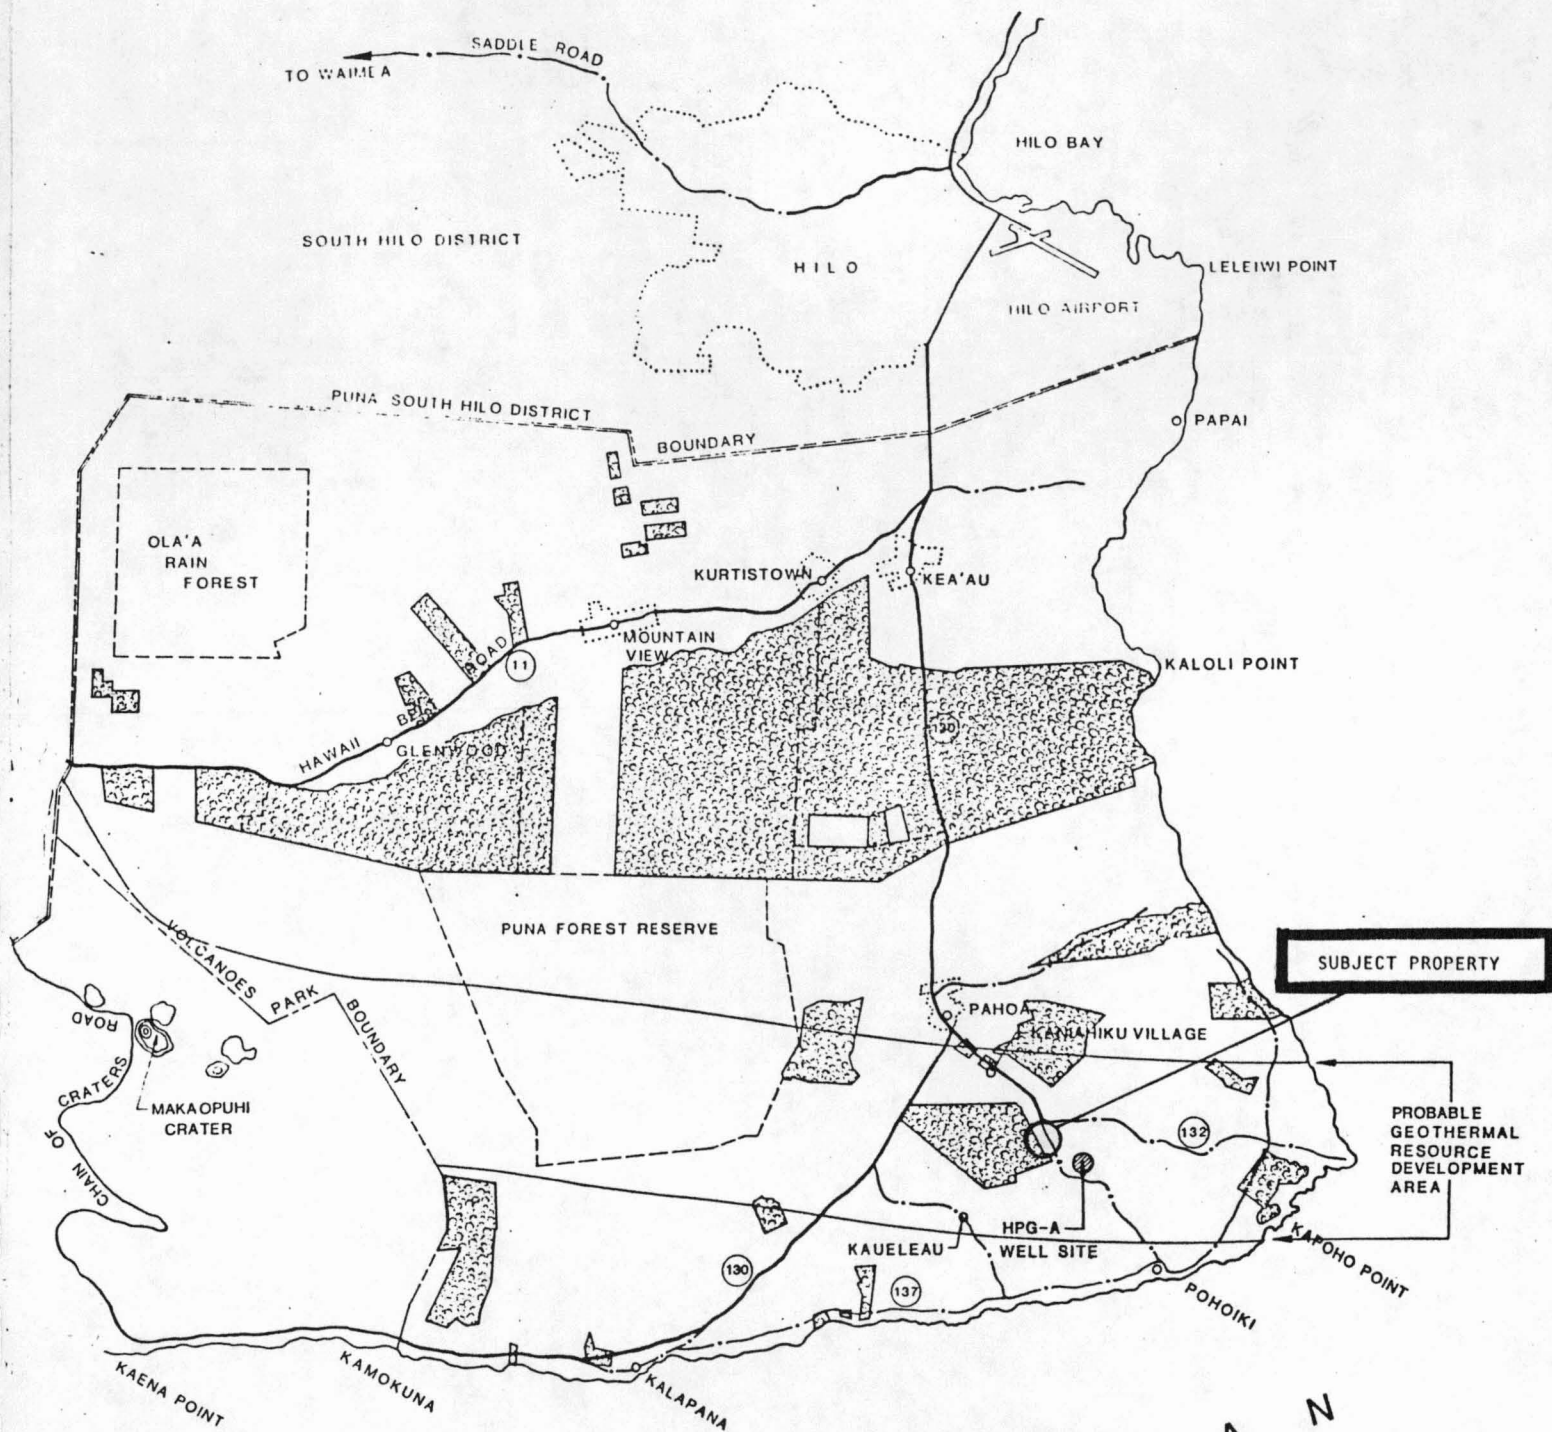 SADDLE ROAD
TO WAIMEA
HILO BAY
SOUTH HILO DISTRICT
HILO
LELEIWI POINT
HILO AIRPORT
PUNA SOUTH HILO DISTRICT
BOUNDARY
PAPAI
OLA'A
RAIN
FOREST
KURTISTOWN
KEA'AU
MOUNTAIN
VIEW
11
KALOLI POINT
HAWAII BELT ROAD
GLENWOOD
130
VOLCANOES PARK BOUNDARY
PUNA FOREST RESERVE
SUBJECT PROPERTY
PAHOA
KANIAHIKU VILLAGE
CHAIN OF CRATERS ROAD
MAKAOPUHI
CRATER
132
PROBABLE
GEOTHERMAL
RESOURCE
DEVELOPMENT
AREA
HPG-A
WELL SITE
KAUELEAU
KAPOHO POINT
130
137
POHOIKI
KAENA POINT
KAMOKUNA
KALAPANA
N